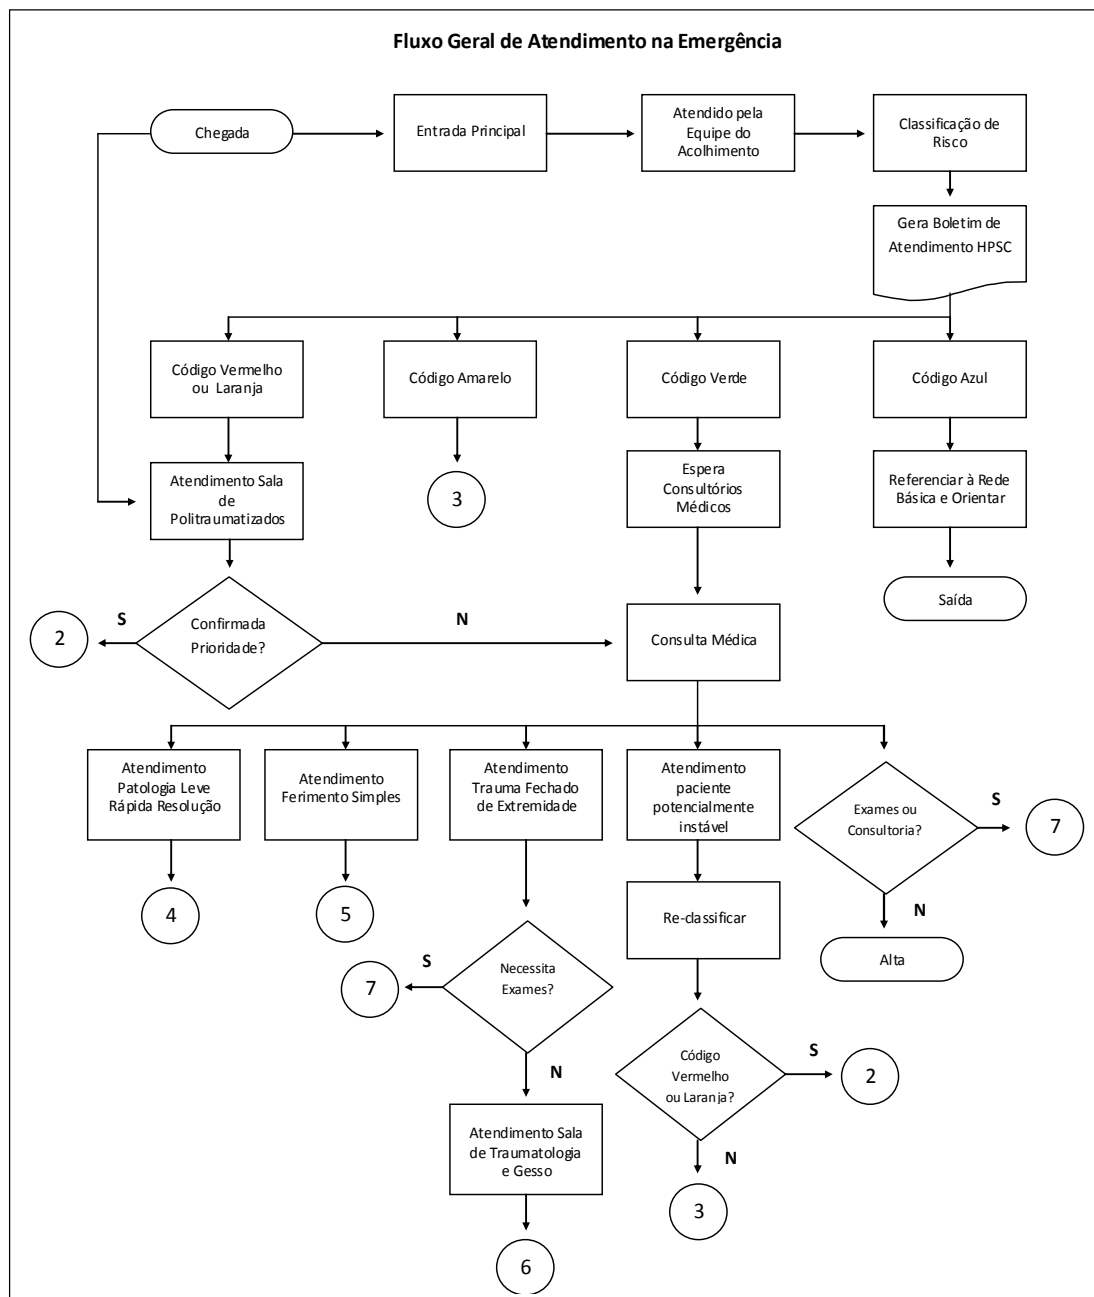 Fluxo Geral de Atendimento na Emergência
Chegada
Entrada Principal
Atendido pela
Equipe do
Acolhimento
Classificação de
Risco
Gera Boletim de
Atendimento HPSC
Código Vermelho
ou Laranja
Código Amarelo
Código Verde
Código Azul
Atendimento Sala
de
Politraumatizados
3
Espera
Consultórios
Médicos
Referenciar à Rede
Básica e Orientar
Saída
2
S
Confirmada
Prioridade?
N
Consulta Médica
Atendimento
Patologia Leve
Rápida Resolução
Atendimento
Ferimento Simples
Atendimento
Trauma Fechado
de Extremidade
Atendimento
paciente
potencialmente
instável
Exames ou
Consultoria?
S
7
4
5
Re-classificar
N
Alta
7
S
Necessita
Exames?
N
Código
Vermelho
ou Laranja?
S
2
Atendimento Sala
de Traumatologia
e Gesso
N
3
6